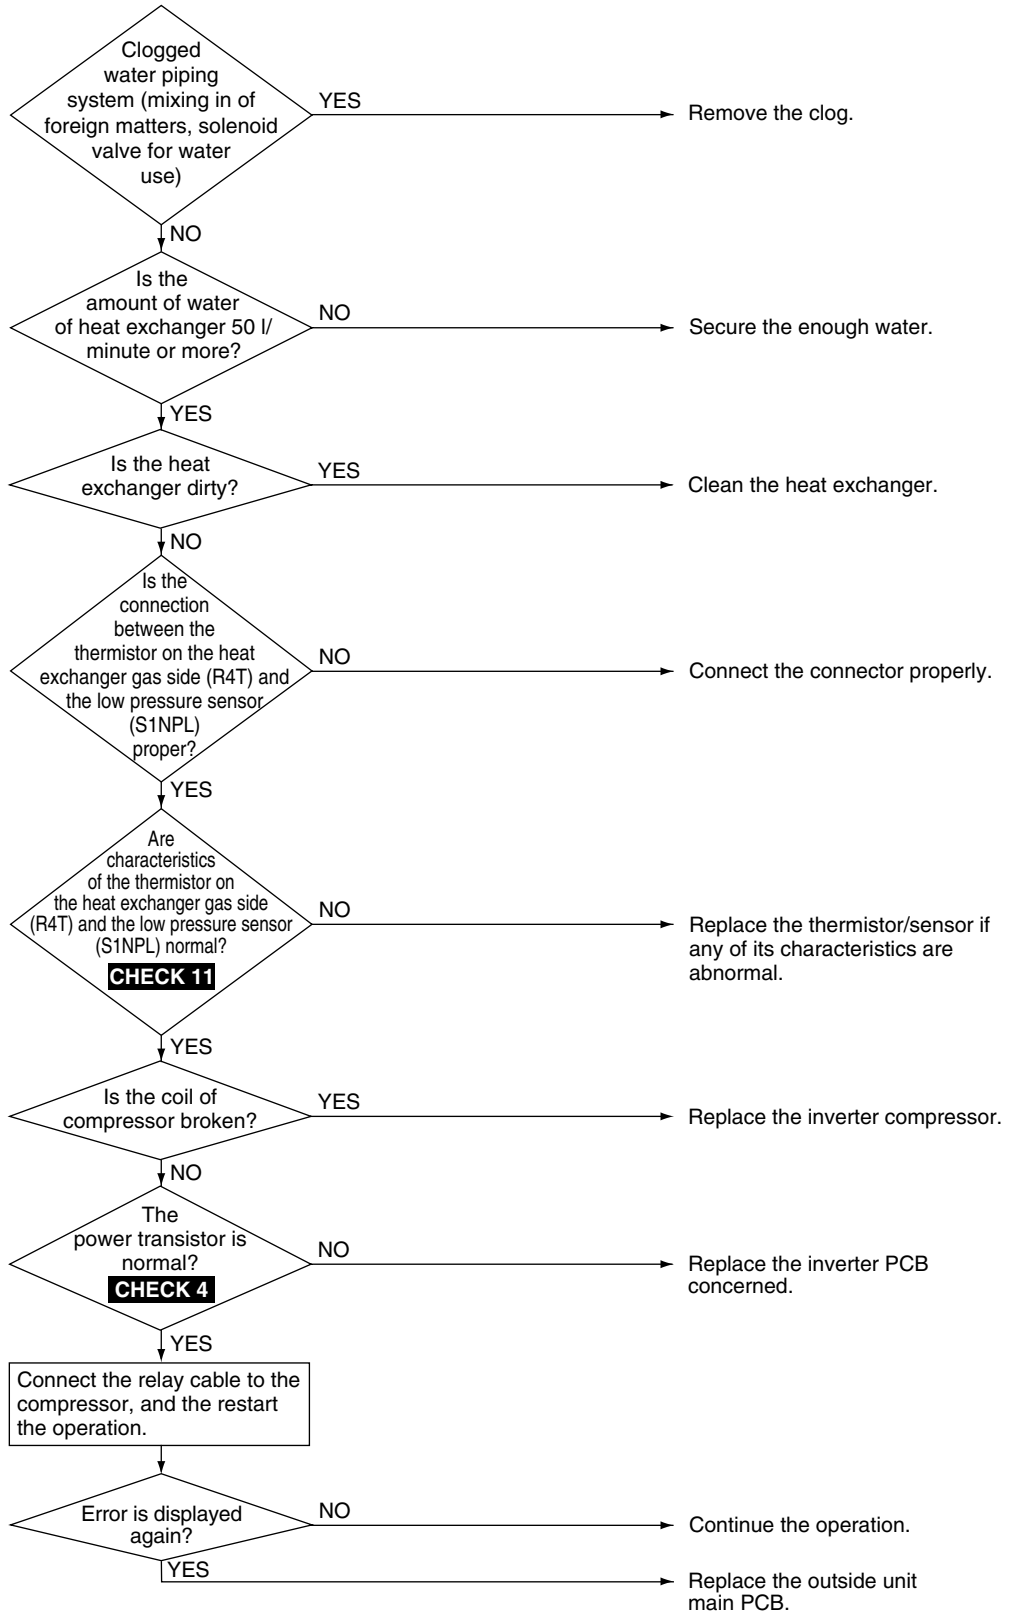 Clogged
water piping
system (mixing in of
foreign matters, solenoid
valve for water
use)
YES
Remove the clog.
NO
Is the
amount of water
of heat exchanger 50 l/
minute or more?
NO
Secure the enough water.
YES
Is the heat
exchanger dirty?
YES
Clean the heat exchanger.
NO
Is the
connection
between the
thermistor on the heat
exchanger gas side (R4T) and
the low pressure sensor
(S1NPL)
proper?
NO
Connect the connector properly.
YES
Are
characteristics
of the thermistor on
the heat exchanger gas side
(R4T) and the low pressure sensor
(S1NPL) normal?
CHECK 11
NO
Replace the thermistor/sensor if
any of its characteristics are
abnormal.
YES
Is the coil of
compressor broken?
YES
Replace the inverter compressor.
NO
The
power transistor is
normal?
CHECK 4
NO
Replace the inverter PCB
concerned.
YES
Connect the relay cable to the
compressor, and the restart
the operation.
Error is displayed
again?
NO
Continue the operation.
YES
Replace the outside unit
main PCB.